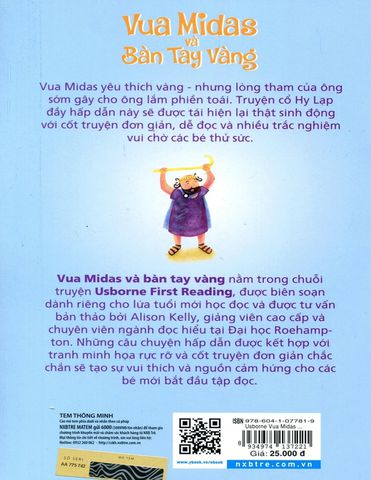 Vua Midas
và
Bàn Tay Vàng
Vua Midas yêu thích vàng - nhưng lòng tham của ông
sớm gây cho ông lắm phiền toái. Truyện cổ Hy Lạp
đầy hấp dẫn này sẽ được tái hiện lại thật sinh động
với cốt truyện đơn giản, dễ đọc và nhiều trắc nghiệm
vui chờ các bé thử sức.
Vua Midas và bàn tay vàng nằm trong chuỗi
truyện Usborne First Reading, được biên soạn
dành riêng cho lứa tuổi mới học đọc và được tư vấn
bản thảo bởi Alison Kelly, giảng viên cao cấp và
chuyên viên ngành đọc hiểu tại Đại học Roehamp-
ton. Những câu chuyện hấp dẫn được kết hợp với
tranh minh họa rực rỡ và cốt truyện đơn giản chắc
chắn sẽ tạo sự vui thích và nguồn cảm hứng cho các
bé mới bắt đầu tập đọc.
TEM THÔNG MINH
SỐ SERI
AA 775 742
www.ybook.vn/ebook
ISBN: 978-604-1-07781-9
Usborne Vua Midas ...
8 934974 137221
Giá: 25.000 đ
nxbtre.com.vn